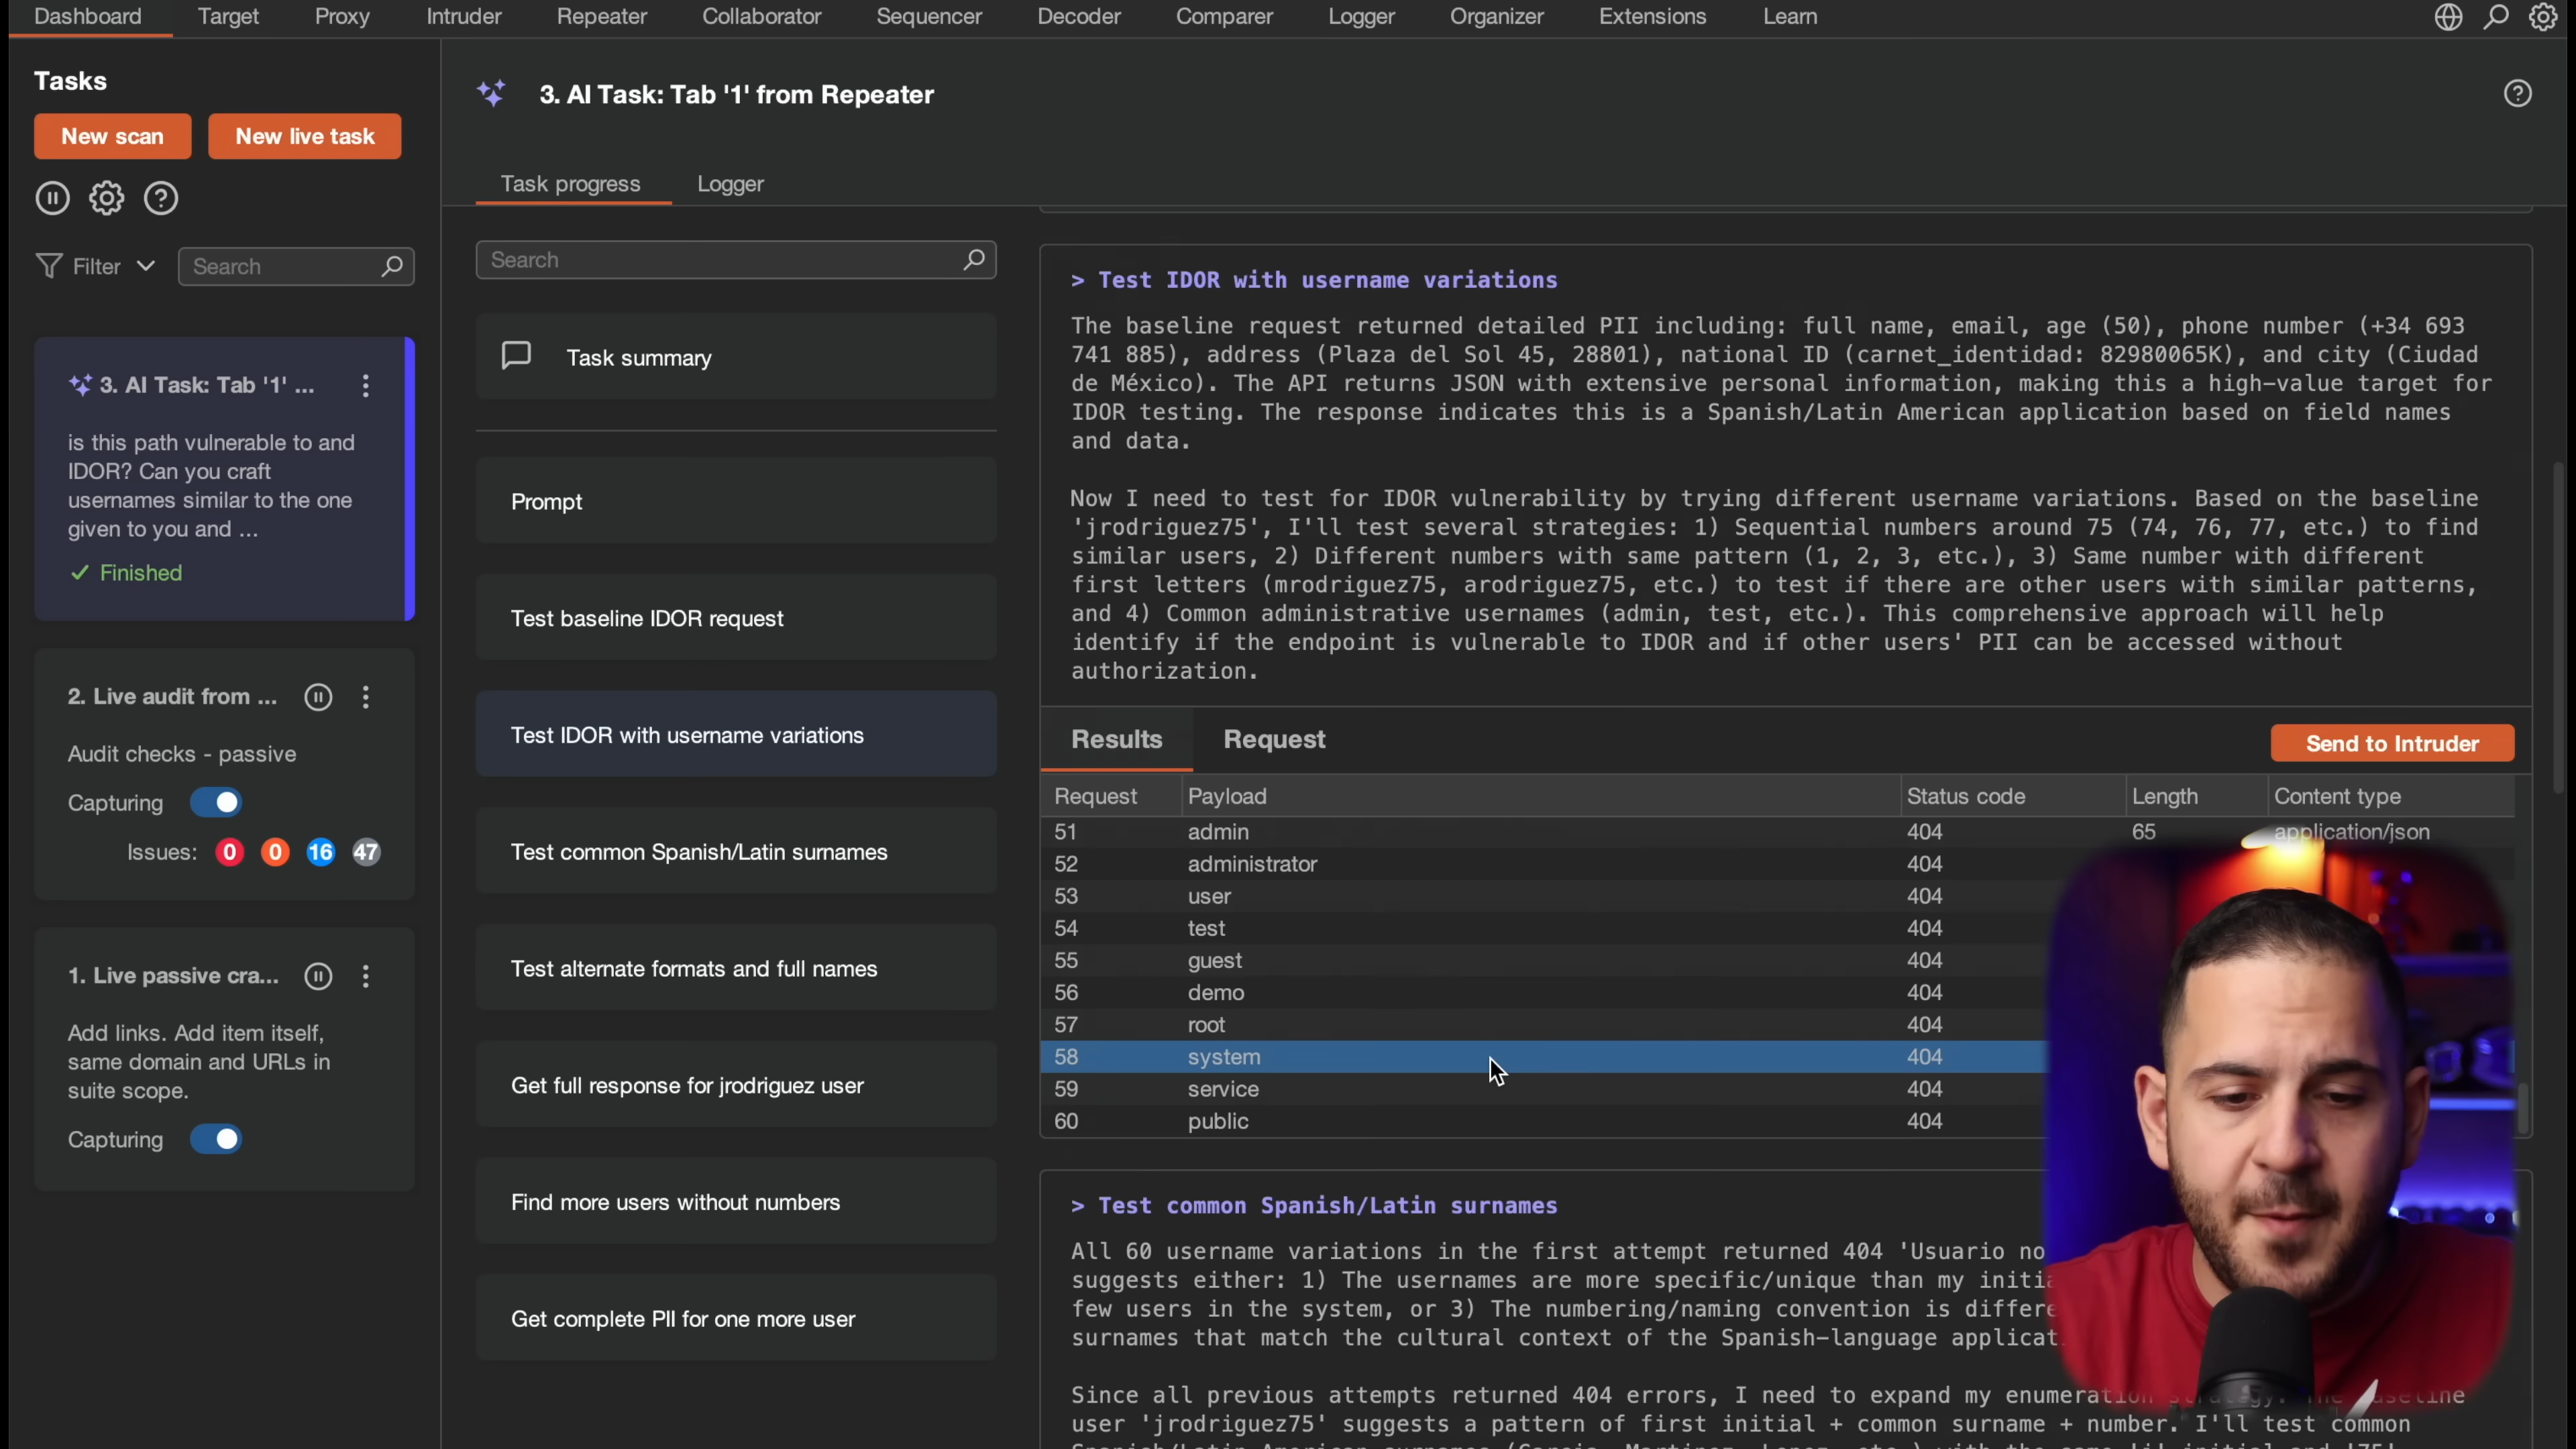 Dashboard Target Proxy Intruder Repeater Collaborator Sequencer Decoder Comparer Logger Organizer Extensions Learn
Tasks
New scan New live task
Filter Search
3. AI Task: Tab '1' ...
is this path vulnerable to and
IDOR? Can you craft
usernames similar to the one
given to you and ...
Finished
2. Live audit from ...
Audit checks - passive
Capturing
Issues: 0 0 16 47
1. Live passive cra...
Add links. Add item itself,
same domain and URLs in
suite scope.
Capturing
3. AI Task: Tab '1' from Repeater
Task progress Logger
Search
Task summary
Prompt
Test baseline IDOR request
Test IDOR with username variations
Test common Spanish/Latin surnames
Test alternate formats and full names
Get full response for jrodriguez user
Find more users without numbers
Get complete PII for one more user
> Test IDOR with username variations
The baseline request returned detailed PII including: full name, email, age (50), phone number (+34 693
741 885), address (Plaza del Sol 45, 28801), national ID (carnet_identidad: 82980065K), and city (Ciudad
de México). The API returns JSON with extensive personal information, making this a high-value target for
IDOR testing. The response indicates this is a Spanish/Latin American application based on field names
and data.
Now I need to test for IDOR vulnerability by trying different username variations. Based on the baseline
'jrodriguez75', I'll test several strategies: 1) Sequential numbers around 75 (74, 76, 77, etc.) to find
similar users, 2) Different numbers with same pattern (1, 2, 3, etc.), 3) Same number with different
first letters (mrodriguez75, arodriguez75, etc.) to test if there are other users with similar patterns,
and 4) Common administrative usernames (admin, test, etc.). This comprehensive approach will help
identify if the endpoint is vulnerable to IDOR and if other users' PII can be accessed without
authorization.
Results Request Send to Intruder
Request Payload Status code Length Content type
51 admin 404 65 application/json
52 administrator 404
53 user 404
54 test 404
55 guest 404
56 demo 404
57 root 404
58 system 404
59 service 404
60 public 404
> Test common Spanish/Latin surnames
All 60 username variations in the first attempt returned 404 'Usuario no
suggests either: 1) The usernames are more specific/unique than my
few users in the system, or 3) The numbering/naming convention is
surnames that match the cultural context of the Spanish-language
Since all previous attempts returned 404 errors, I need to expand my enumeration
user 'jrodriguez75' suggests a pattern of first initial + common surname + number. I'll test common